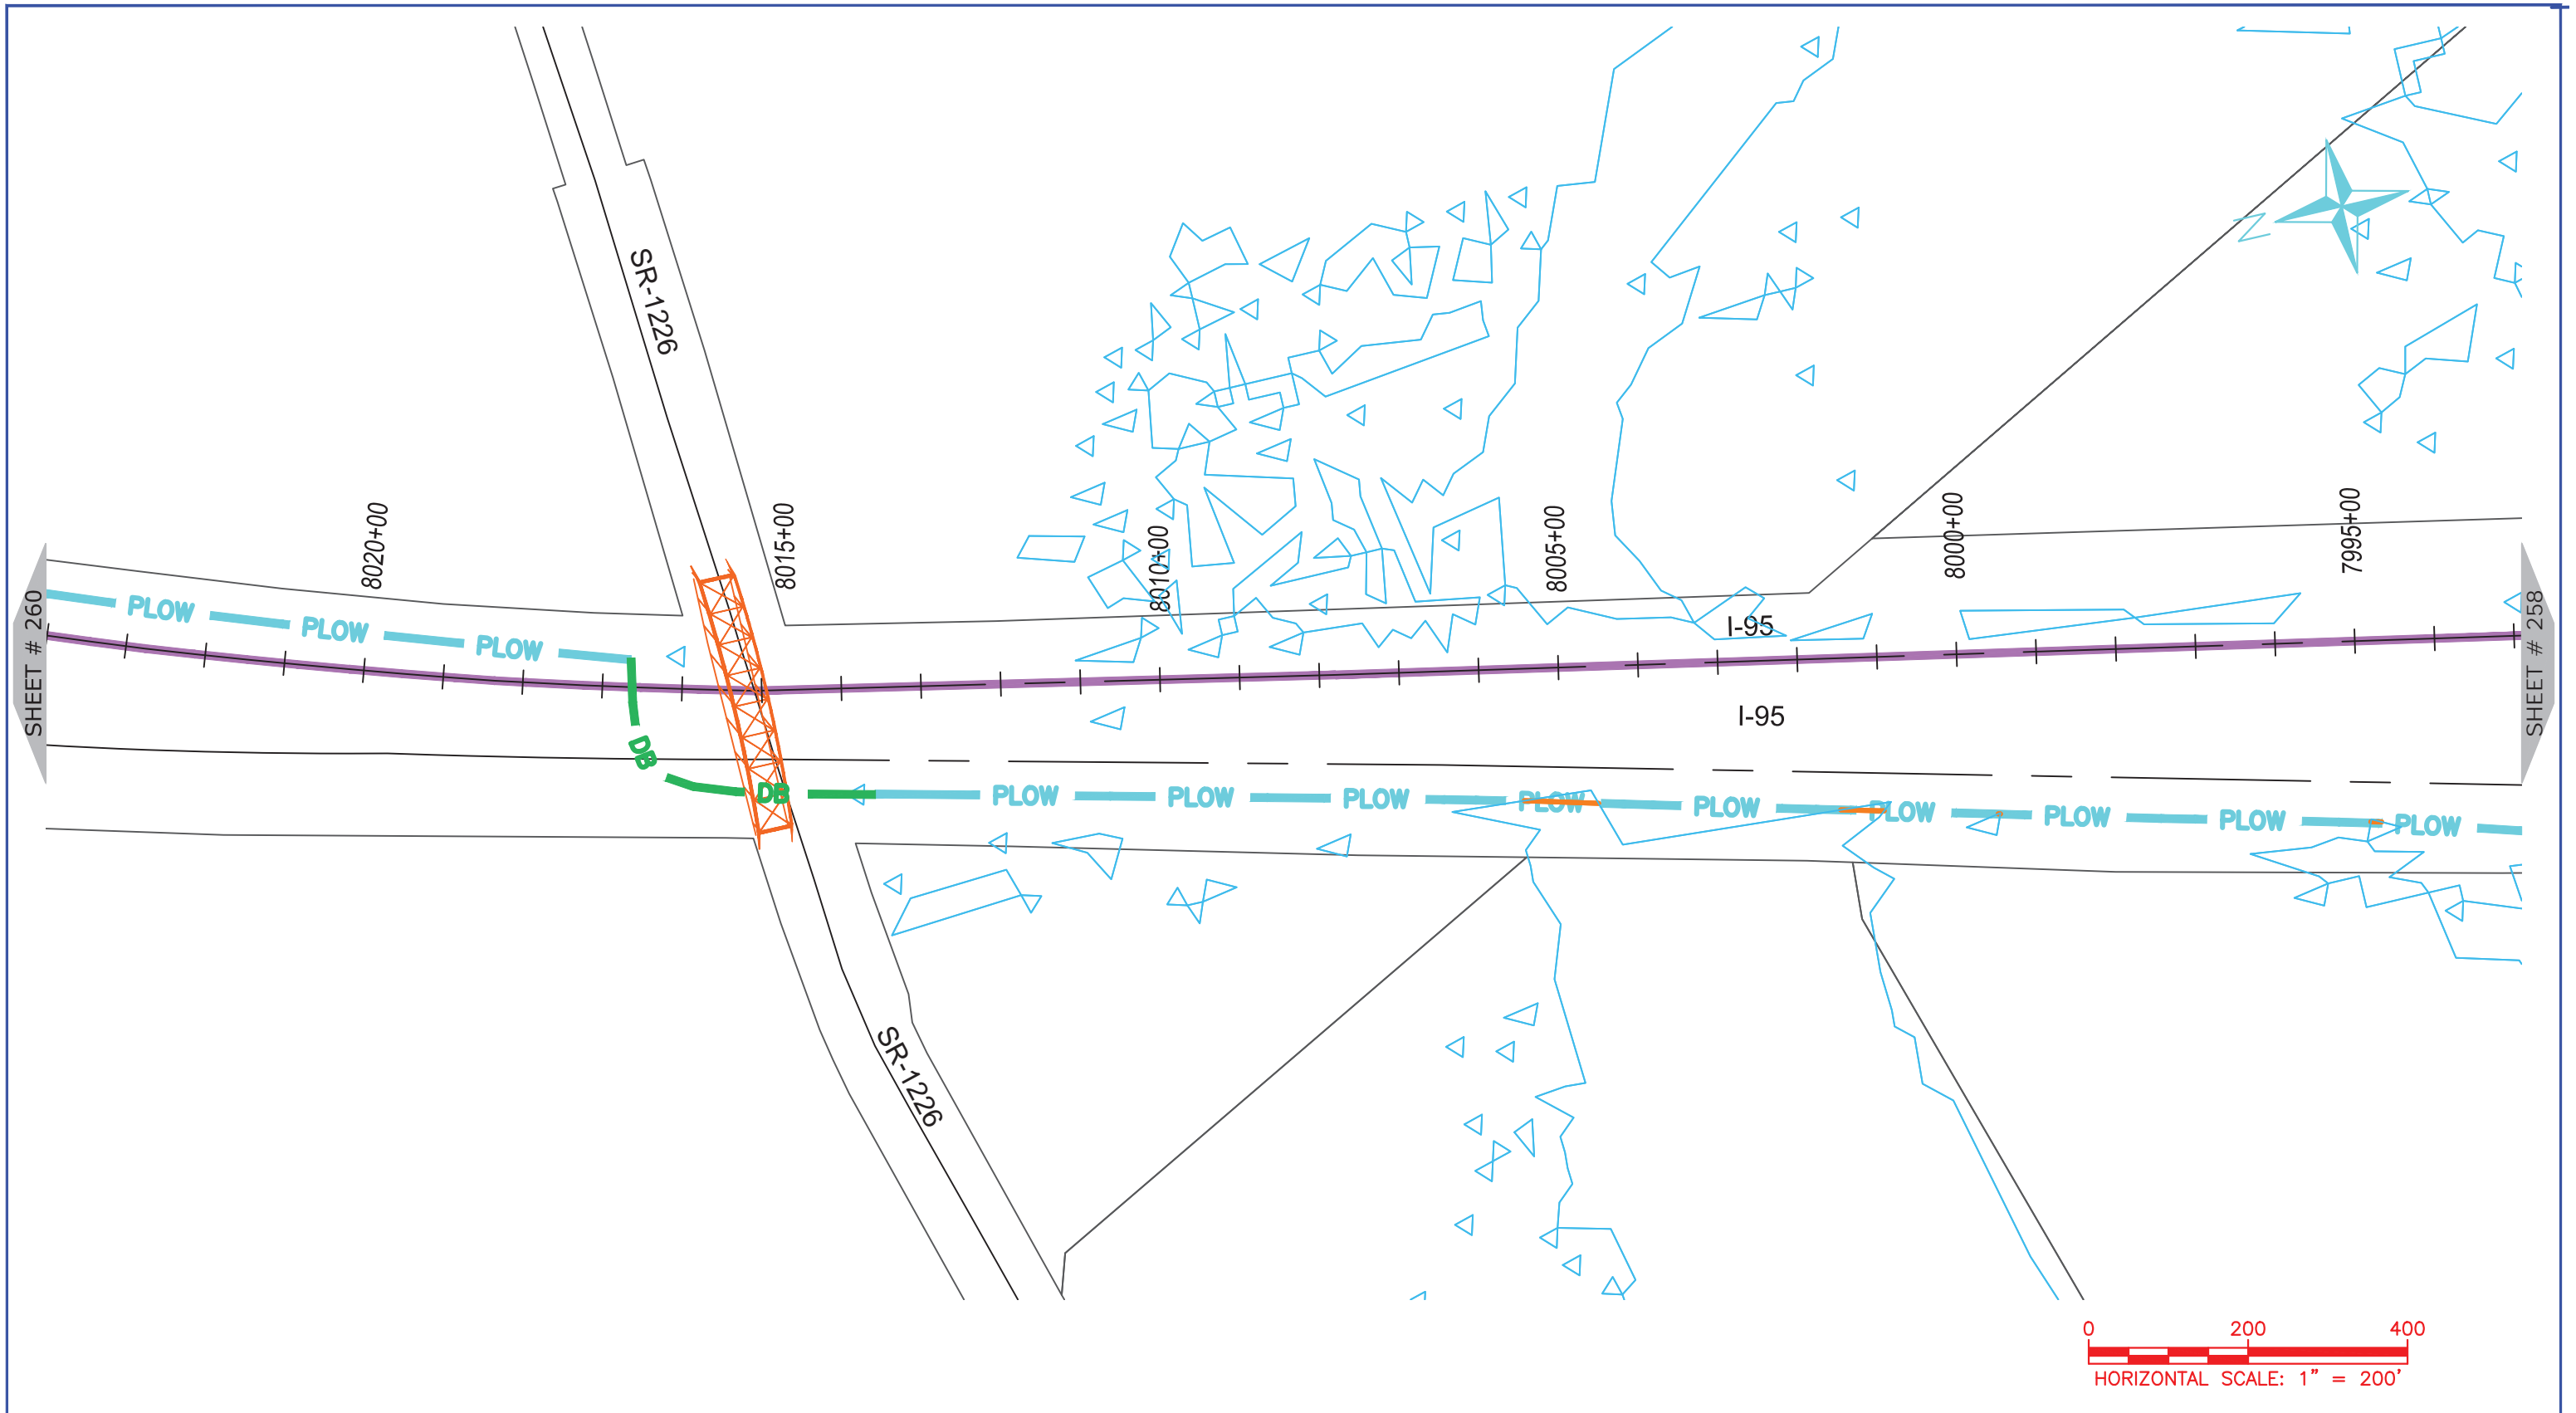 SR-1226
8020+00
8015+00
8010+00
8005+00
8000+00
7995+00
N
SHEET # 260
SHEET # 258
PLOW
PLOW
PLOW
I-95
I-95
DB
DB
PLOW
PLOW
PLOW
PLOW
PLOW
PLOW
PLOW
PLOW
PLOW
SR-1226
0 200 400
HORIZONTAL SCALE: 1" = 200'